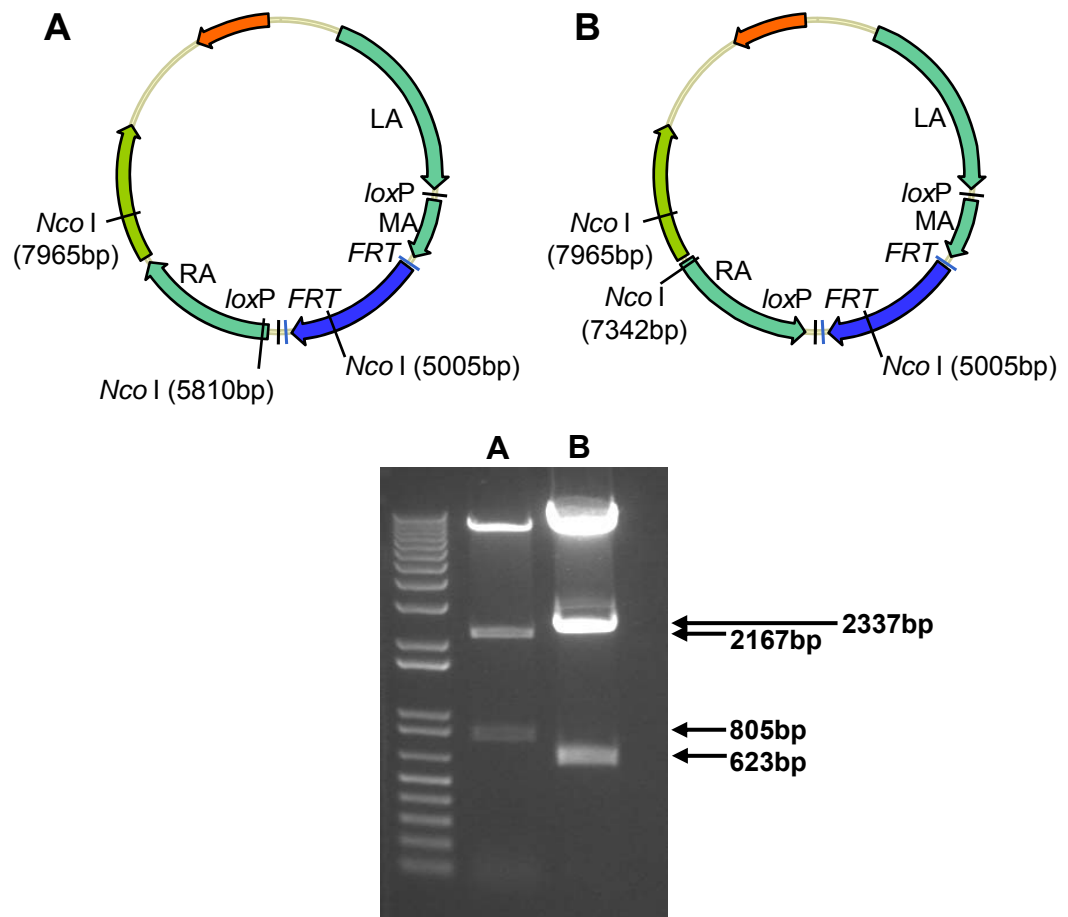 A
LA
loxP
MA
FRT
Nco I
(7965bp)
RA
loxP
FRT
Nco I (5005bp)
Nco I (5810bp)
B
LA
loxP
MA
FRT
Nco I
(7965bp)
RA
Nco I
(7342bp)
loxP
FRT
Nco I (5005bp)
A
B
2337bp
2167bp
805bp
623bp